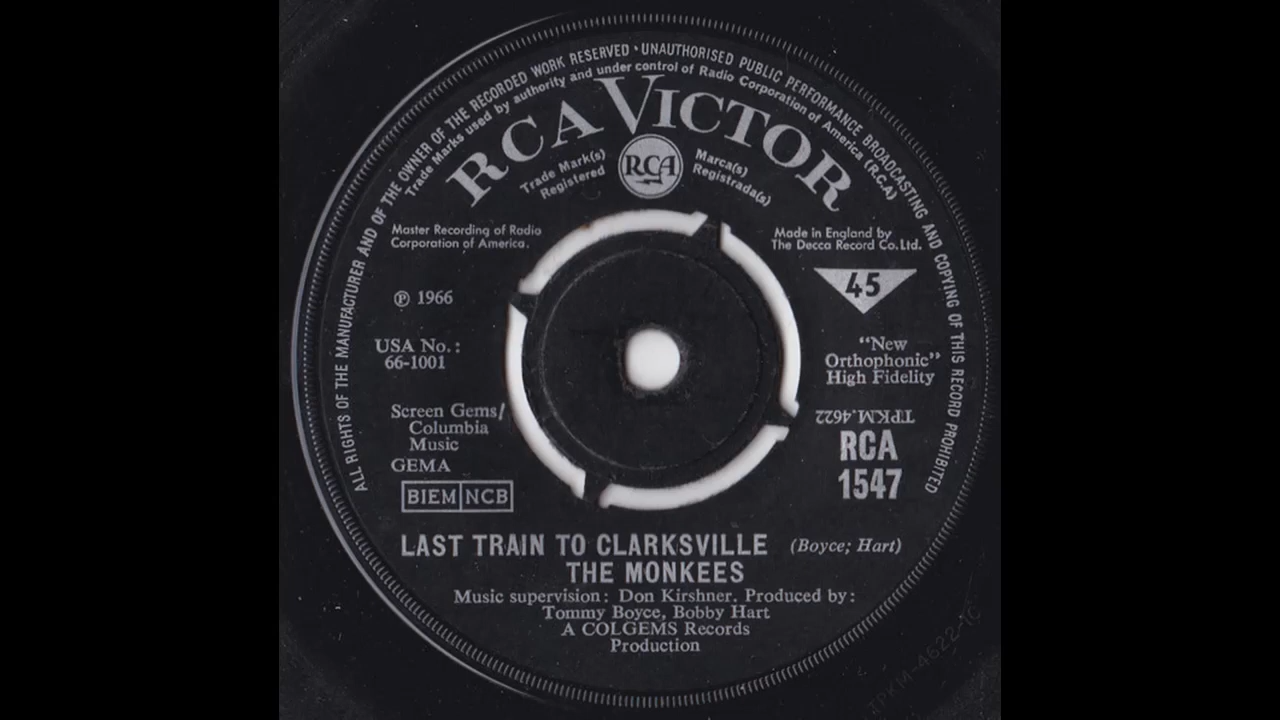 ALL RIGHTS OF THE MANUFACTURER AND OF THE OWNER OF THE RECORDED WORK RESERVED · UNAUTHORISED PUBLIC PERFORMANCE BROADCASTING AND COPYING OF THIS RECORD PROHIBITED
Trade Marks used by authority and under control of Radio Corporation of America (R.C.A)
RCA VICTOR
Trade Mark(s)
Registered
RCA
Marca(s)
Registrada(s)
Master Recording of Radio
Corporation of America.
Made in England by
The Decca Record Co. Ltd.
45
℗ 1966
USA No.:
66-1001
"New
Orthophonic"
High Fidelity
Screen Gems/
Columbia
Music
GEMA
BIEM NCB
TPKM.4622
RCA
1547
LAST TRAIN TO CLARKSVILLE (Boyce; Hart)
THE MONKEES
Music supervision: Don Kirshner. Produced by:
Tommy Boyce, Bobby Hart
A COLGEMS Records
Production
TPKM-4622-1C